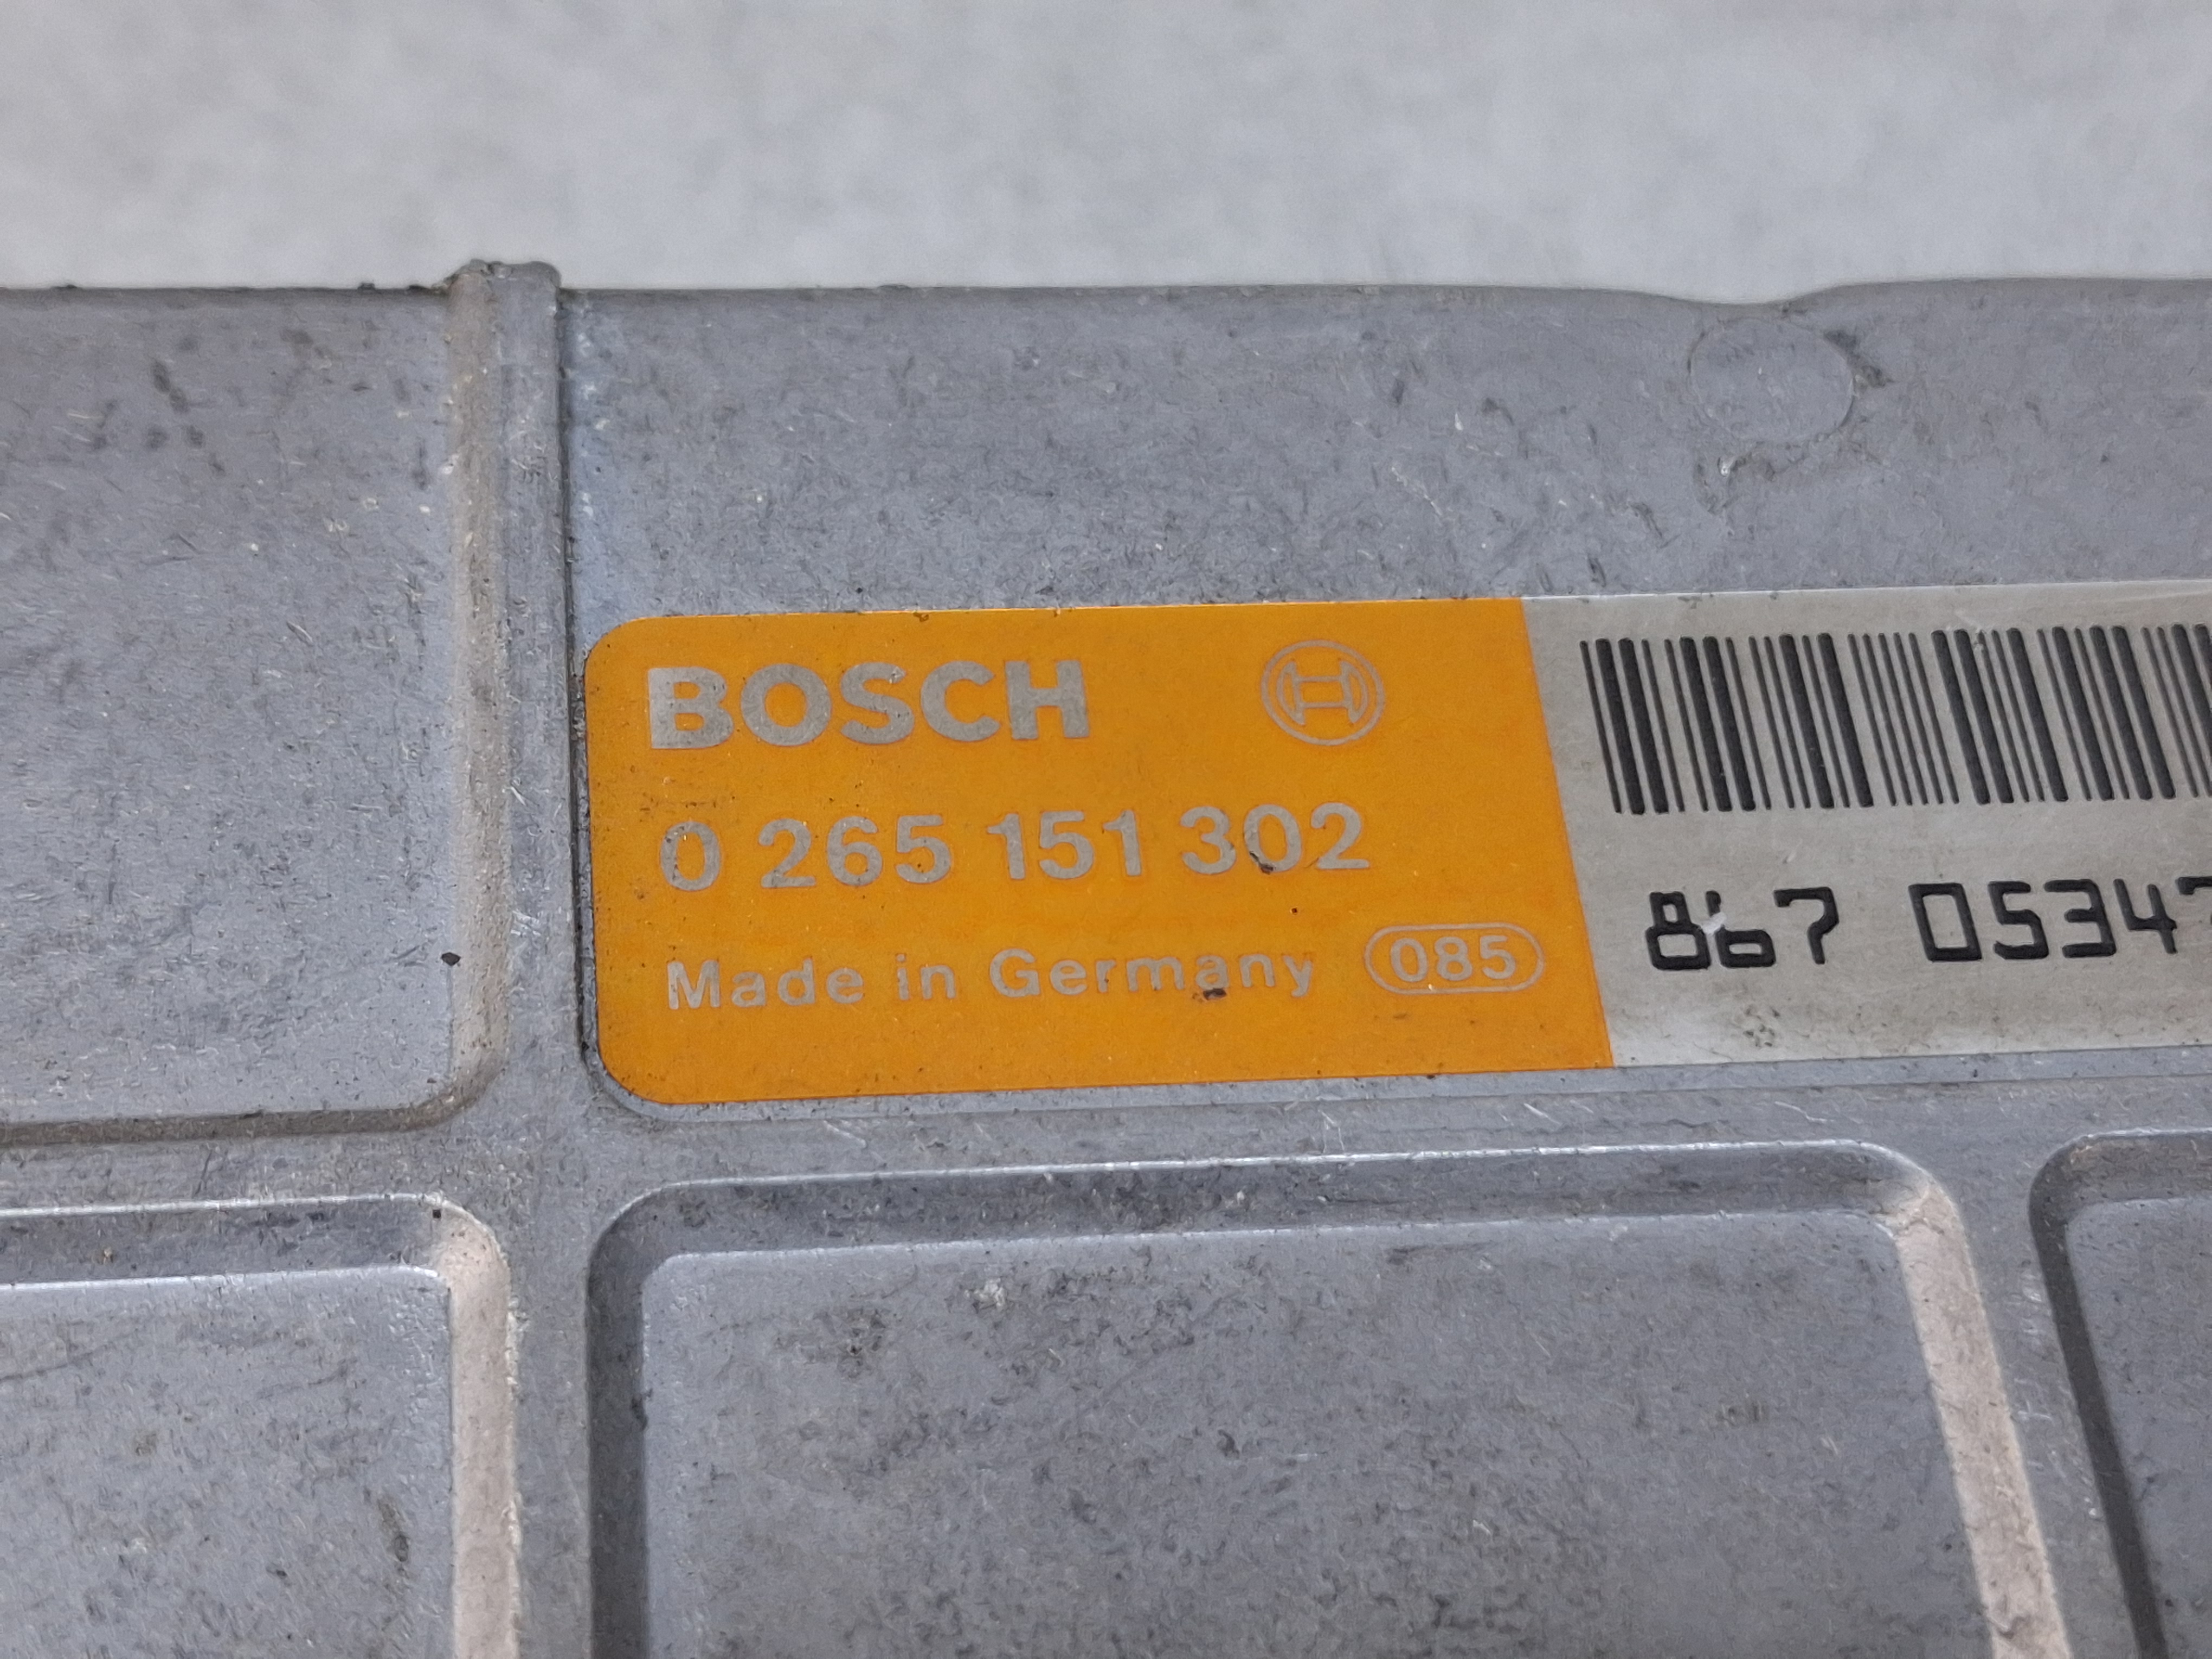 BOSCH
0 265 151 302
Made in Germany 085
867 0534